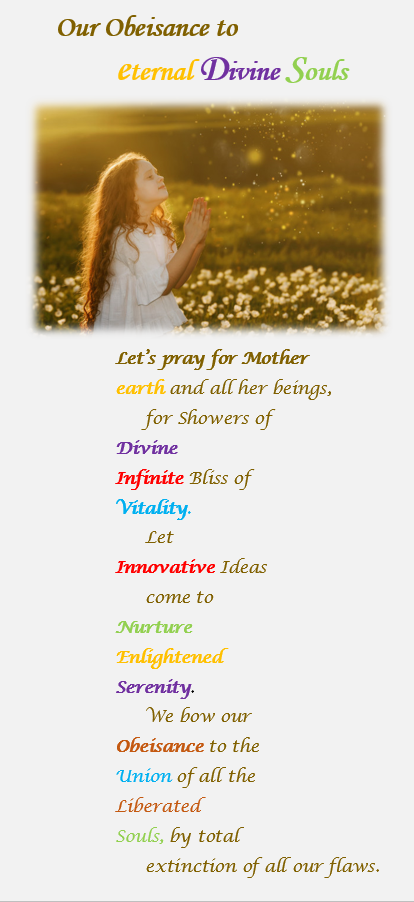 Our Obeisance to
eternal Divine Souls
Let's pray for Mother
earth and all her beings,
for Showers of
Divine
Infinite Bliss of
Vitality.
Let
Innovative Ideas
come to
Nurture
Enlightened
Serenity.
We bow our
Obeisance to the
Union of all the
Liberated
Souls, by total
extinction of all our flaws.